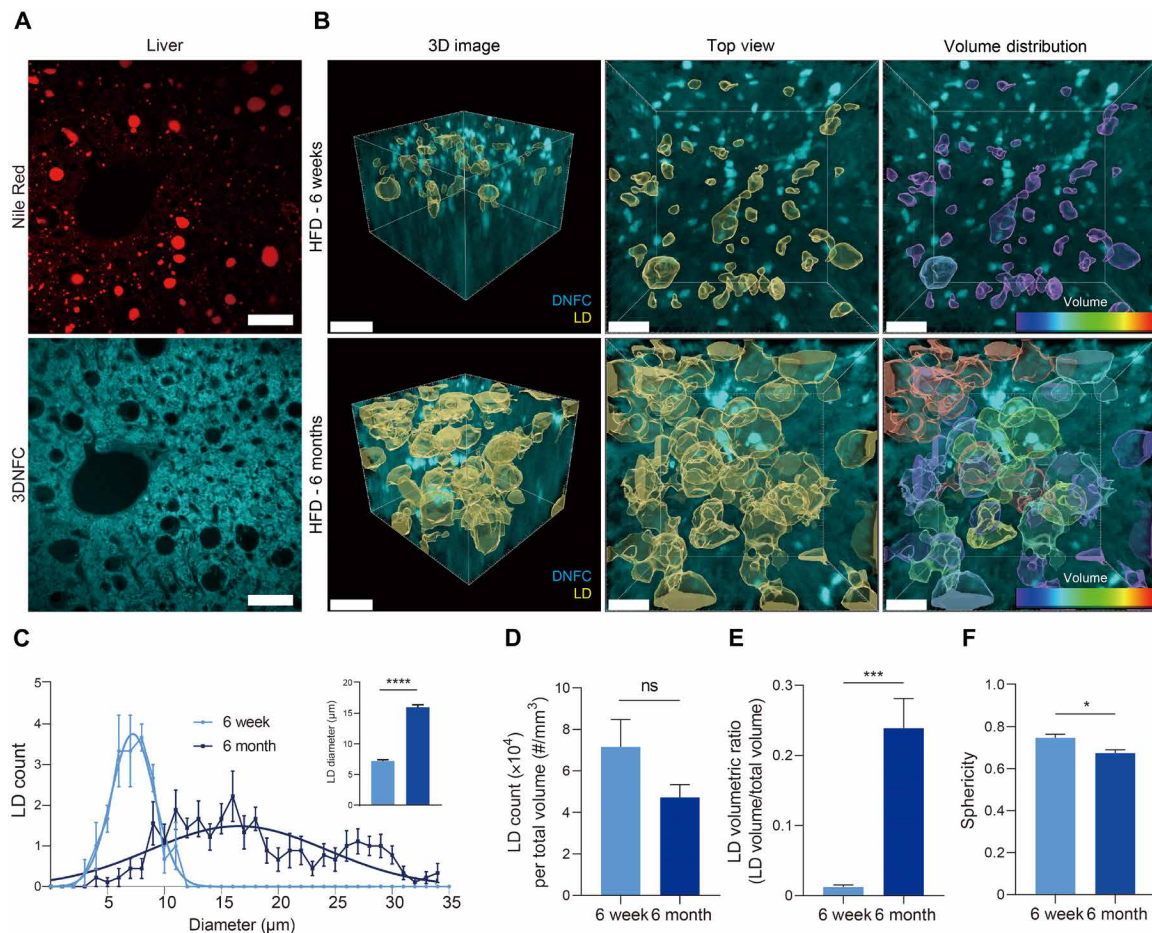 A
B
Liver
3D image
Top view
Volume distribution
Nile Red
HFD - 6 weeks
DNFC
LD
Volume
3DNFC
HFD - 6 months
DNFC
LD
Volume
C
D
E
F
5
4
3
2
1
0
LD count
6 week
6 month
5
10
15
20
25
30
35
Diameter (μm)
****
20
15
10
5
0
LD diameter (μm)
ns
10
8
6
4
2
0
LD count (×10⁴)
per total volume (#/mm³)
6 week 6 month
***
0.3
0.2
0.1
0
LD volumetric ratio
(LD volume/total volume)
6 week 6 month
*
1.0
0.8
0.6
0.4
0.2
0.0
Sphericity
6 week 6 month